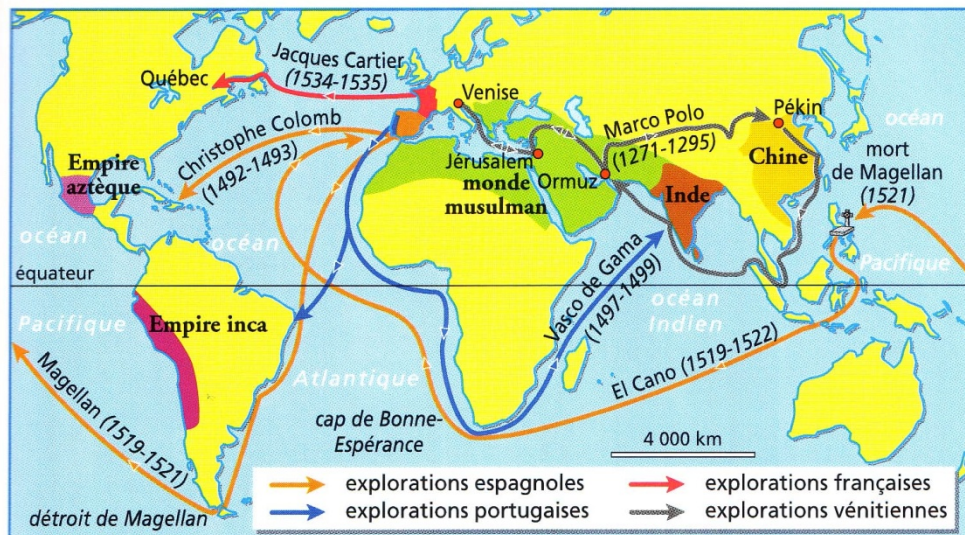 Jacques Cartier
(1534-1535)
Québec
Venise
Christophe Colomb
(1492-1493)
Marco Polo
(1271-1295)
Pékin
océan
Empire
aztèque
Jérusalem
monde
musulman
Ormuz
Chine
Inde
mort
de Magellan
(1521)
océan
océan
équateur
Pacifique
Vasco de Gama
(1497-1499)
océan
Indien
Pacifique
Empire inca
Magellan (1519-1521)
Atlantique
El Cano (1519-1522)
cap de Bonne-
Espérance
4 000 km
détroit de Magellan
explorations espagnoles
explorations françaises
explorations portugaises
explorations vénitiennes